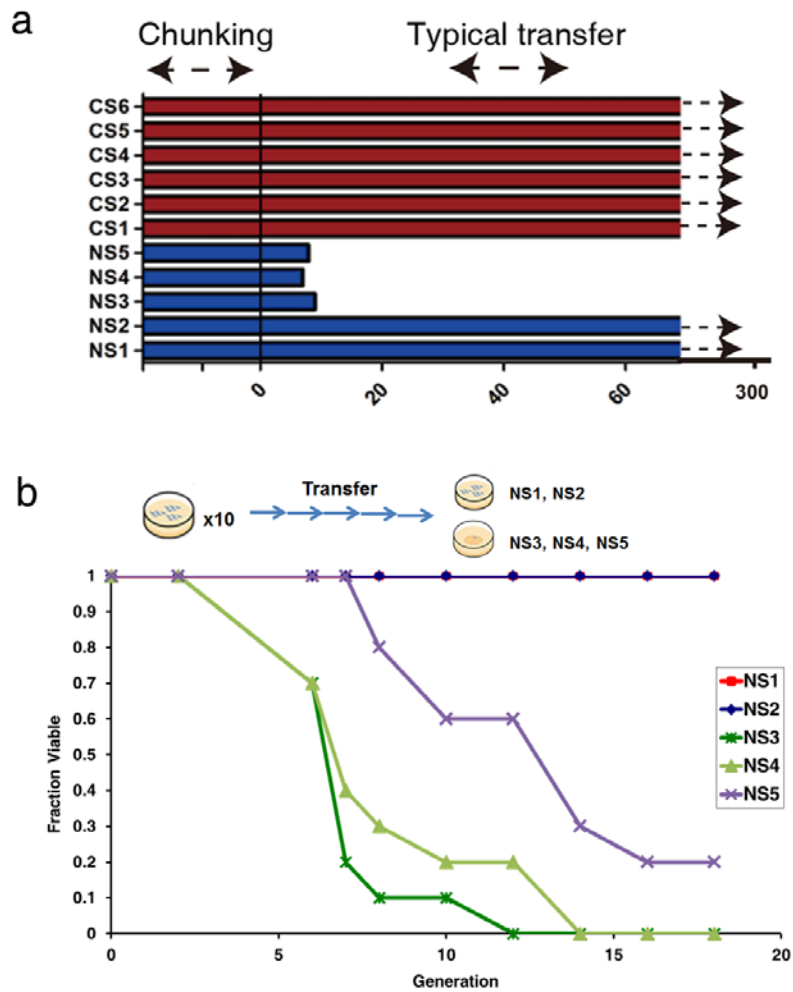 a
Chunking Typical transfer
CS6
CS5
CS4
CS3
CS2
CS1
NS5
NS4
NS3
NS2
NS1
0 20 40 60 300
b
Transfer
x10
NS1, NS2
NS3, NS4, NS5
1
0.9
0.8
0.7
0.6
0.5
0.4
0.3
0.2
0.1
0
Fraction Viable
NS1
NS2
NS3
NS4
NS5
0 5 10 15 20
Generation